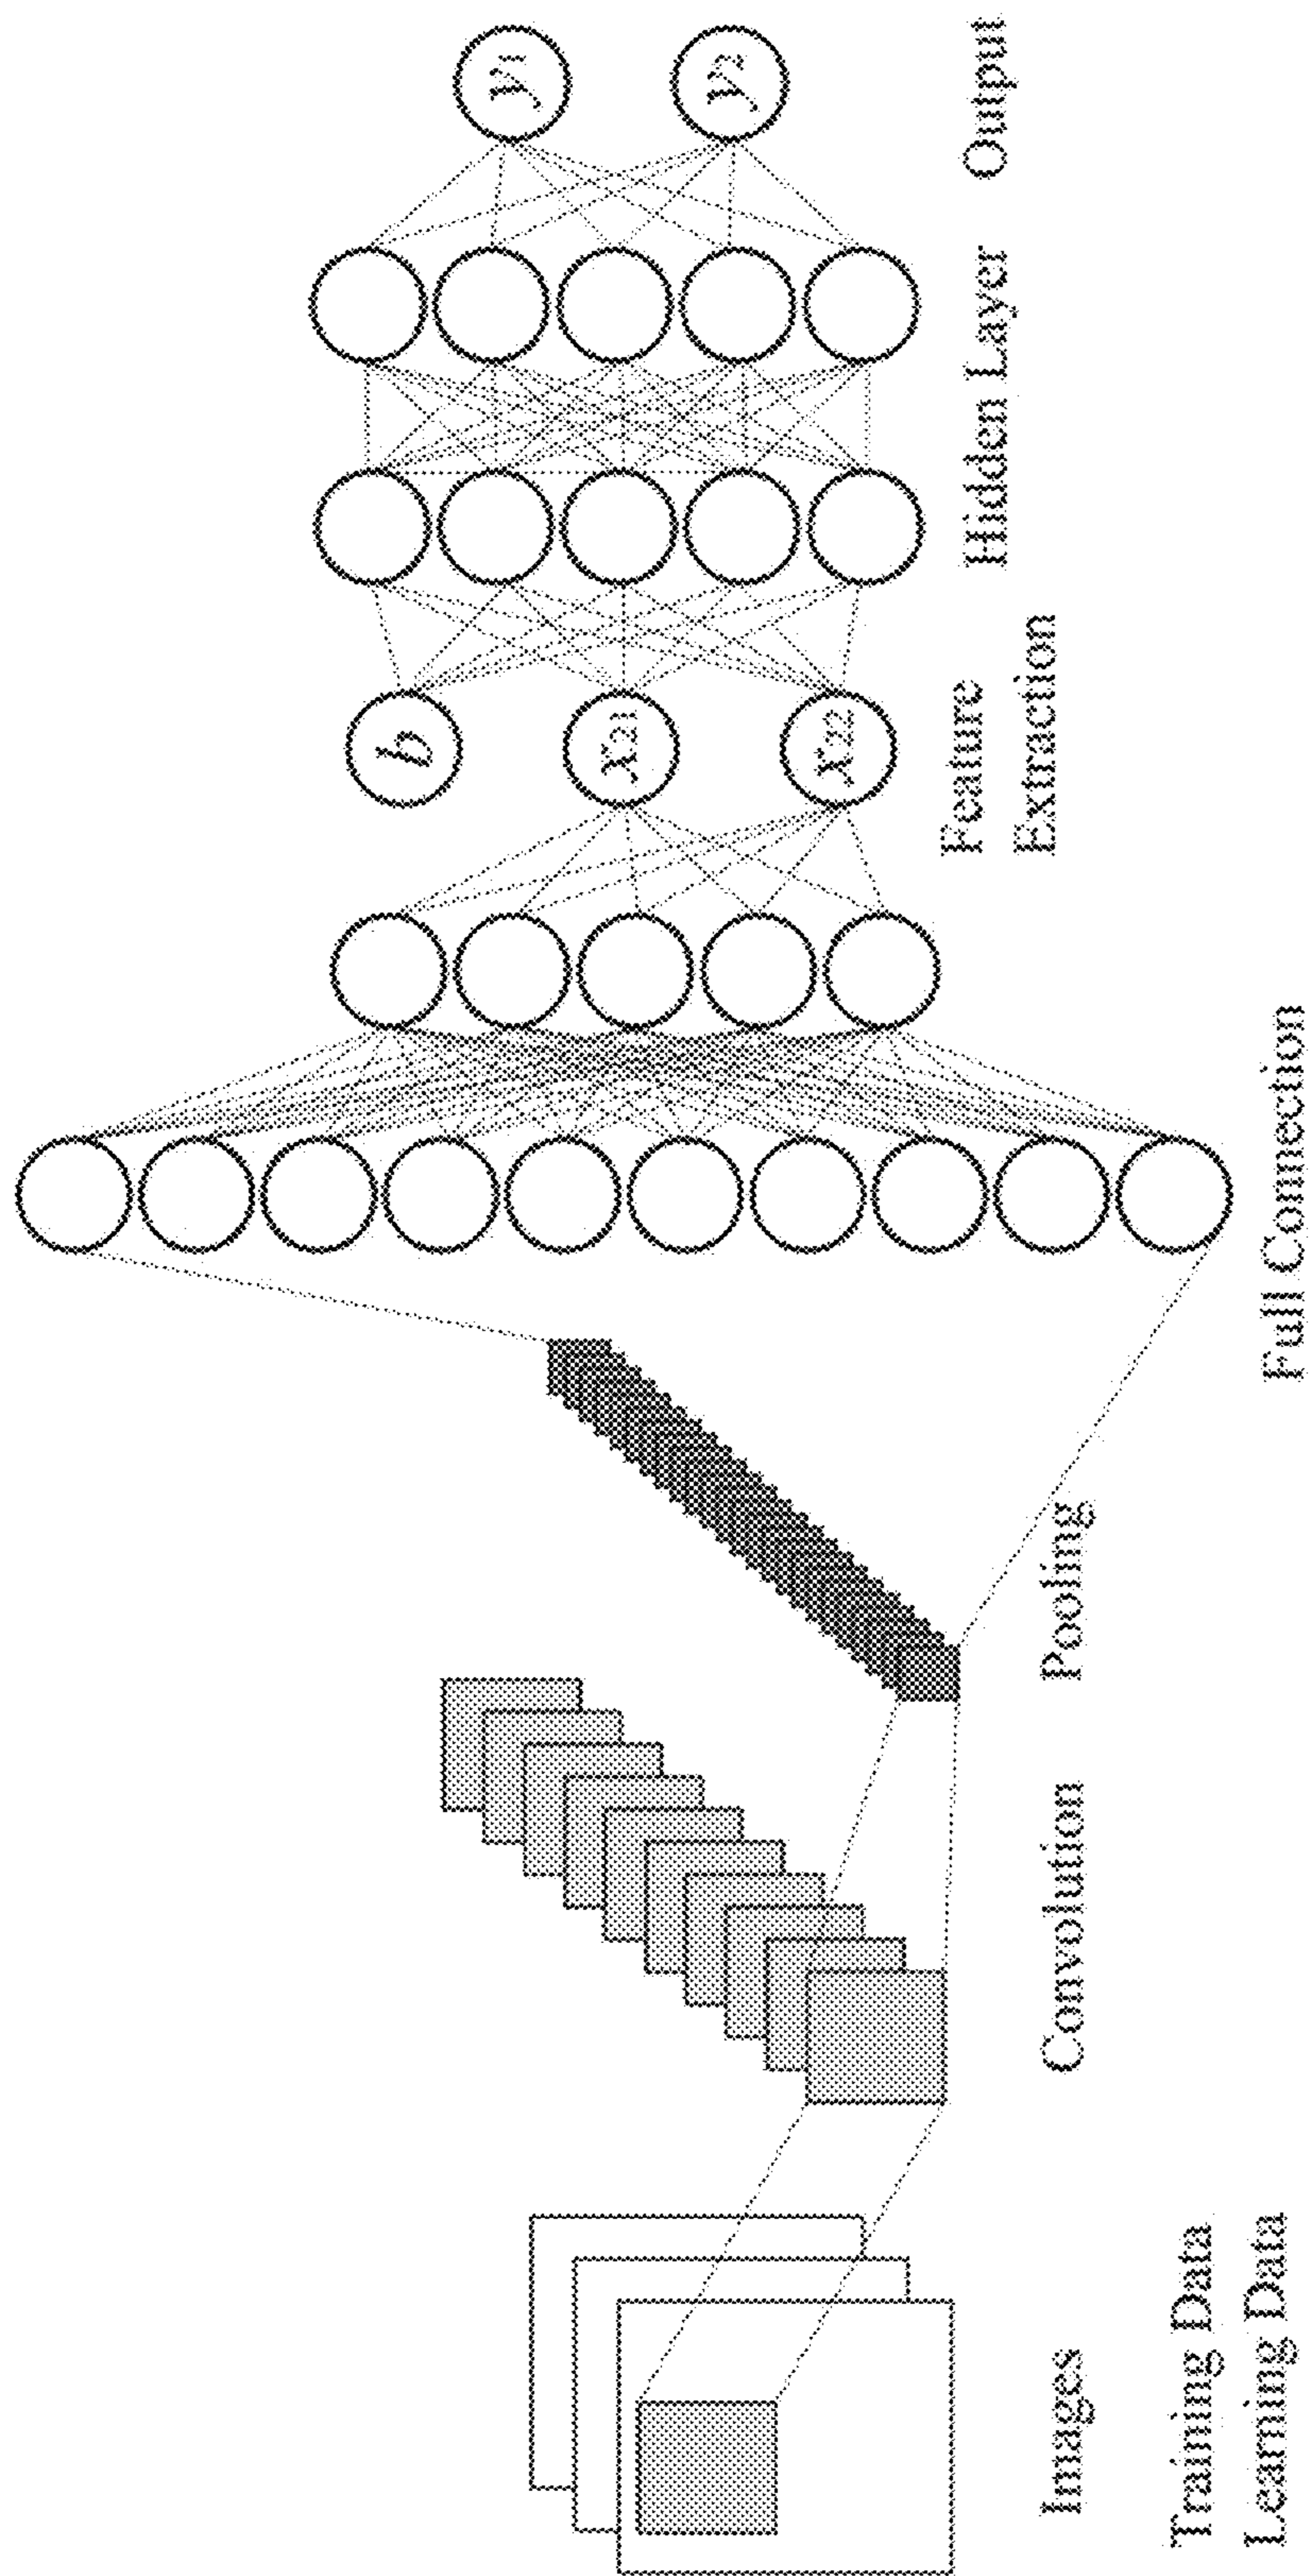 Images
Training Data
Learning Data
Convolution
Pooling
Full Connection
Feature
Extraction
Hidden Layer
Output
b
x21
x22
y1
y2